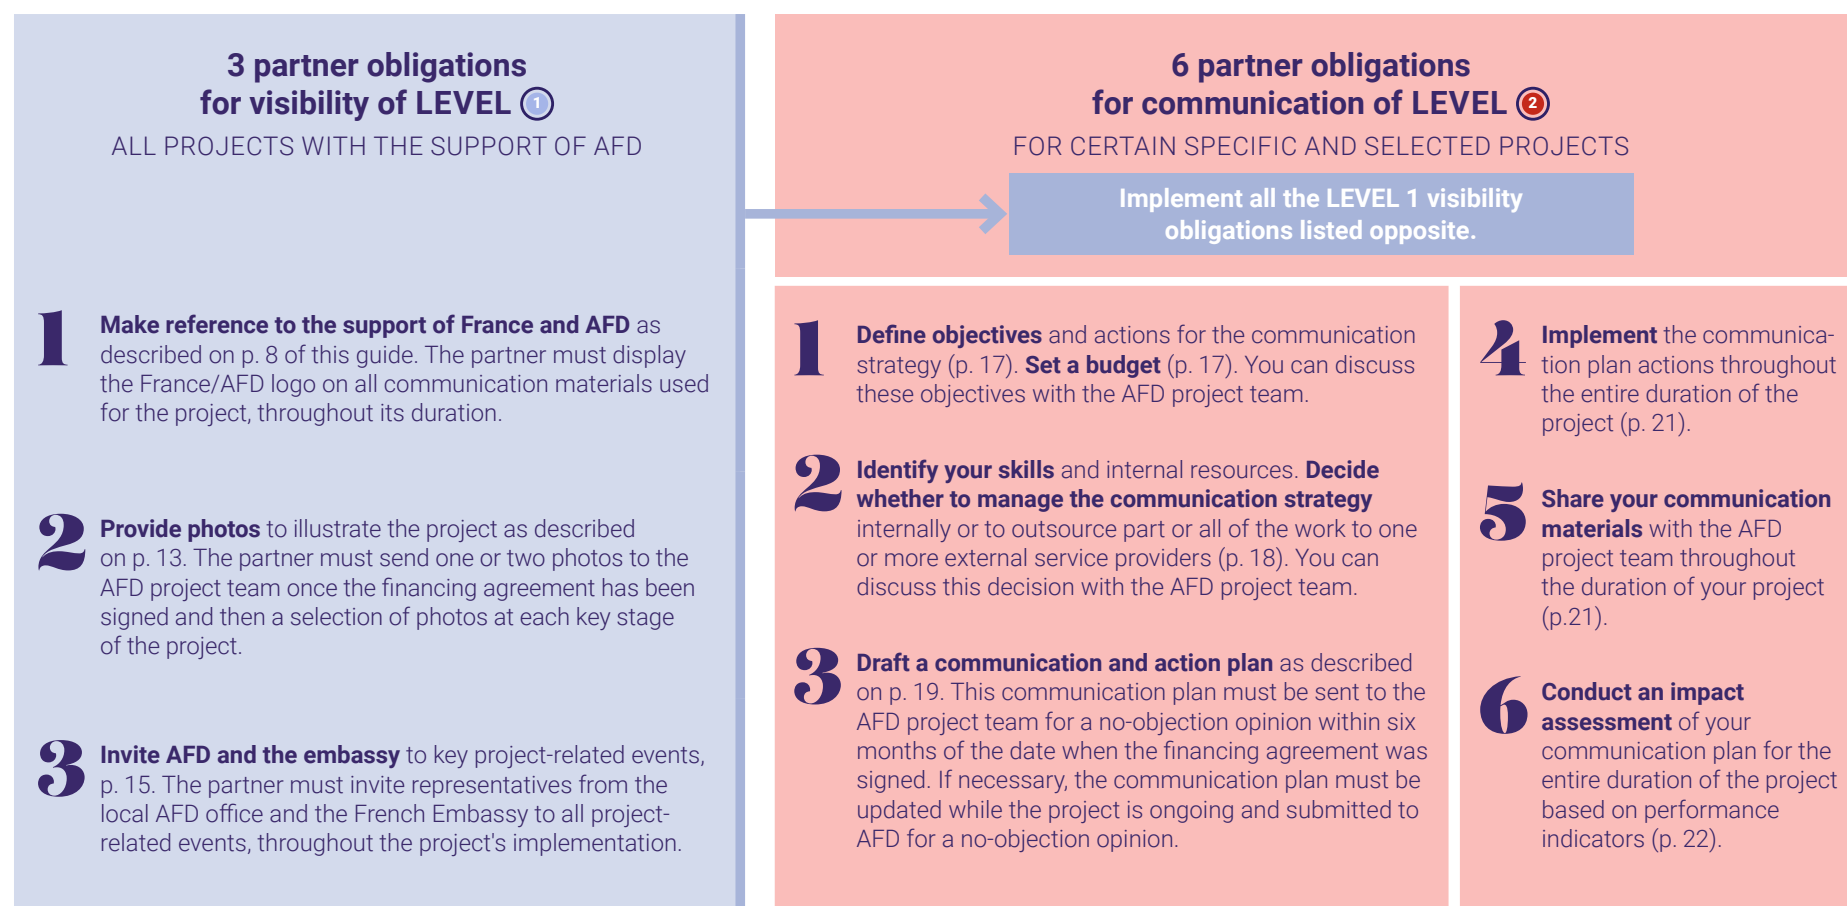 3 partner obligations
for visibility of LEVEL 1
ALL PROJECTS WITH THE SUPPORT OF AFD
1
Make reference to the support of France and AFD as
described on p. 8 of this guide. The partner must display
the France/AFD logo on all communication materials used
for the project, throughout its duration.
2
Provide photos to illustrate the project as described
on p. 13. The partner must send one or two photos to the
AFD project team once the financing agreement has been
signed and then a selection of photos at each key stage
of the project.
3
Invite AFD and the embassy to key project-related events,
p. 15. The partner must invite representatives from the
local AFD office and the French Embassy to all project-
related events, throughout the project's implementation.
6 partner obligations
for communication of LEVEL 2
FOR CERTAIN SPECIFIC AND SELECTED PROJECTS
Implement all the LEVEL 1 visibility
obligations listed opposite.
1
Define objectives and actions for the communication
strategy (p. 17). Set a budget (p. 17). You can discuss
these objectives with the AFD project team.
2
Identify your skills and internal resources. Decide
whether to manage the communication strategy
internally or to outsource part or all of the work to one
or more external service providers (p. 18). You can
discuss this decision with the AFD project team.
3
Draft a communication and action plan as described
on p. 19. This communication plan must be sent to the
AFD project team for a no-objection opinion within six
months of the date when the financing agreement was
signed. If necessary, the communication plan must be
updated while the project is ongoing and submitted to
AFD for a no-objection opinion.
4
Implement the communica-
tion plan actions throughout
the entire duration of the
project (p. 21).
5
Share your communication
materials with the AFD
project team throughout
the duration of your project
(p.21).
6
Conduct an impact
assessment of your
communication plan for the
entire duration of the project
based on performance
indicators (p. 22).